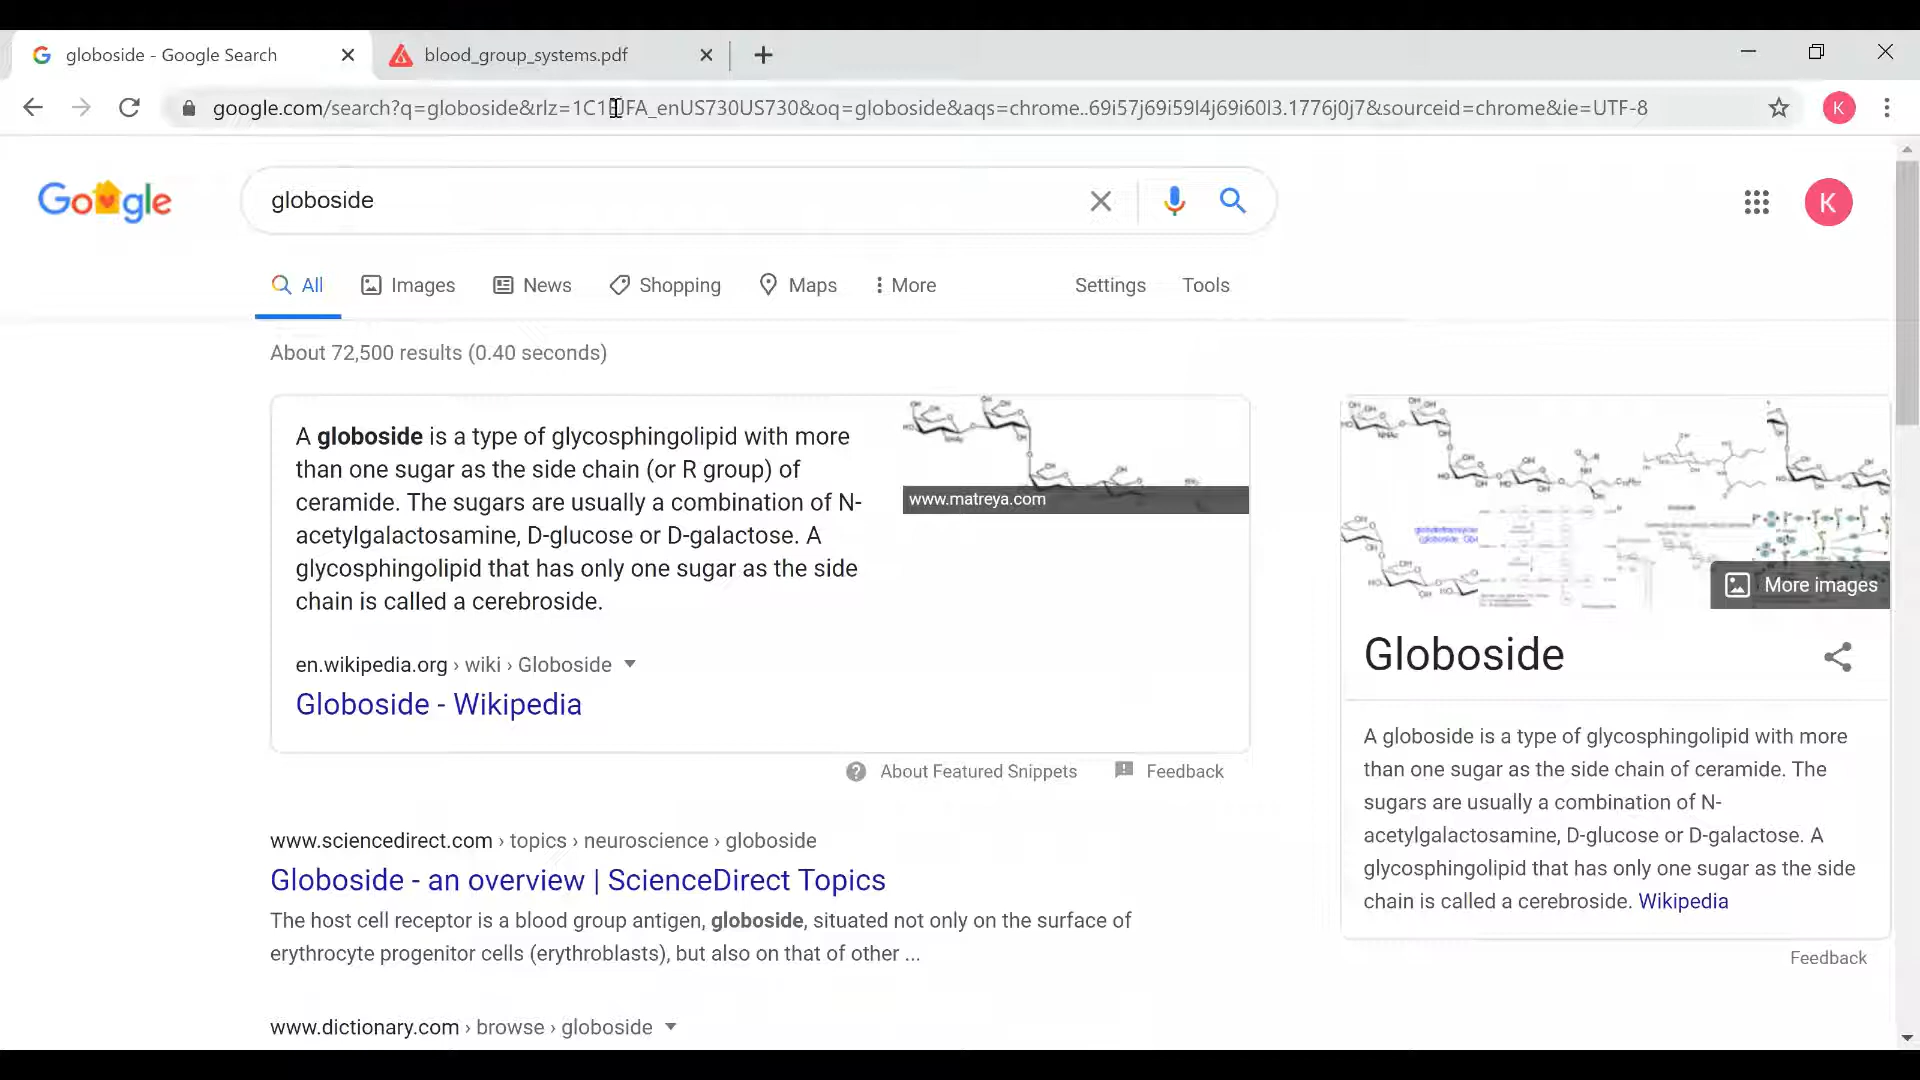 globoside - Google Search
blood_group_systems.pdf
google.com/search?q=globoside&rlz=1C1 FA_enUS730US730&oq=globoside&aqs=chrome..69i57j69i59l4j69i60l3.1776j0j7&sourceid=chrome&ie=UTF-8
K
Google
globoside
K
All
Images
News
Shopping
Maps
More
Settings
Tools
About 72,500 results (0.40 seconds)
A globoside is a type of glycosphingolipid with more
than one sugar as the side chain (or R group) of
ceramide. The sugars are usually a combination of N-
acetylgalactosamine, D-glucose or D-galactose. A
glycosphingolipid that has only one sugar as the side
chain is called a cerebroside.
www.matreya.com
en.wikipedia.org › wiki › Globoside
Globoside - Wikipedia
About Featured Snippets
Feedback
www.sciencedirect.com › topics › neuroscience › globoside
Globoside - an overview | ScienceDirect Topics
The host cell receptor is a blood group antigen, globoside, situated not only on the surface of
erythrocyte progenitor cells (erythroblasts), but also on that of other ...
www.dictionary.com › browse › globoside
More images
Globoside
A globoside is a type of glycosphingolipid with more
than one sugar as the side chain of ceramide. The
sugars are usually a combination of N-
acetylgalactosamine, D-glucose or D-galactose. A
glycosphingolipid that has only one sugar as the side
chain is called a cerebroside. Wikipedia
Feedback